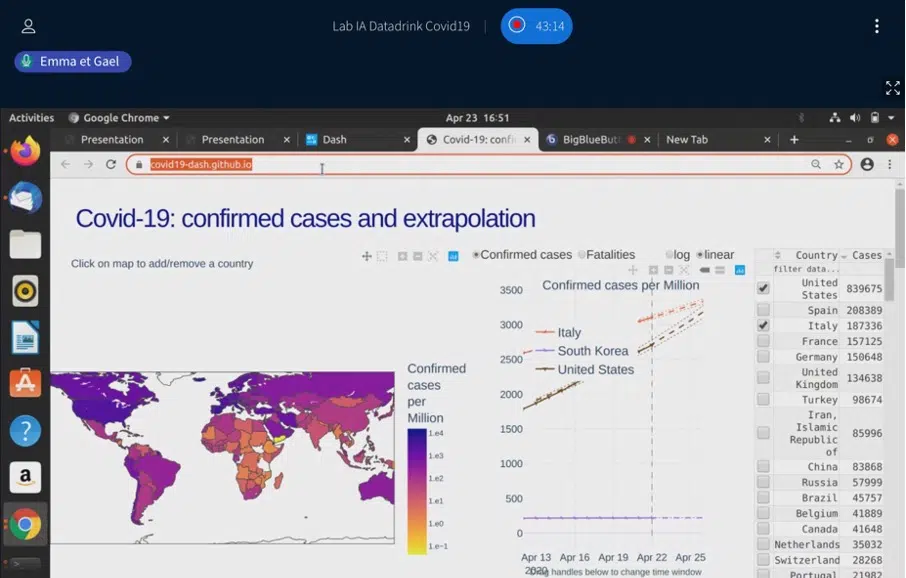 Lab IA Datadrink Covid19
43:14
Emma et Gael
Activities
Google Chrome
Apr 23 16:51
Presentation
Presentation
Dash
Covid-19: confi
BigBlueButt
New Tab
covid19-dash.github.io
Covid-19: confirmed cases and extrapolation
Click on map to add/remove a country
Confirmed cases
Fatalities
log
linear
Confirmed
cases
per
Million
1.e4
1.e3
1.e2
1.e1
1.e0
1.e−1
Confirmed cases per Million
3500
3000
2500
2000
1500
1000
500
0
Italy
South Korea
United States
Apr 13
2020
Apr 16
Apr 19
Apr 22
Apr 25
Drag handles below to change time window
Country
Cases
filter data...
United
States
839675
Spain 208389
Italy 187336
France 157125
Germany 150648
United
Kingdom
134638
Turkey 98674
Iran,
Islamic
Republic
of
85996
China 83868
Russia 57999
Brazil 45757
Belgium 41889
Canada 41648
Netherlands 35032
Switzerland 28268
Portugal 21982